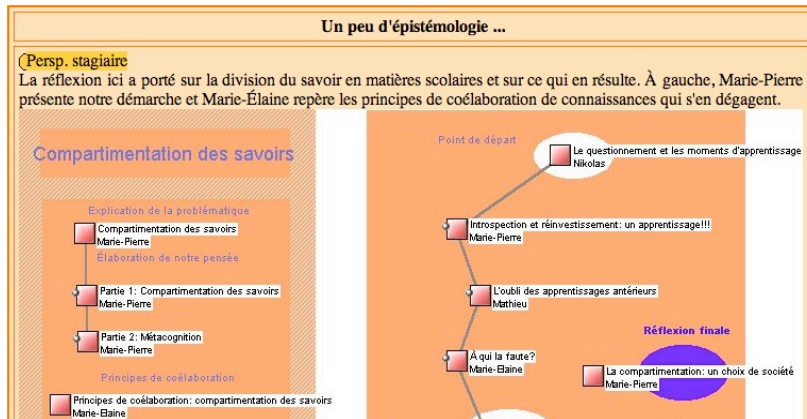 Un peu d'épistémologie ...
Persp. stagiaire
La réflexion ici a porté sur la division du savoir en matières scolaires et sur ce qui en résulte. À gauche, Marie-Pierre
présente notre démarche et Marie-Élaine repère les principes de coélaboration de connaissances qui s'en dégagent.
Compartimentation des savoirs
Explication de la problématique
Compartimentation des savoirs
Marie-Pierre
Élaboration de notre pensée
Partie 1: Compartimentation des savoirs
Marie-Pierre
Partie 2: Métacognition
Marie-Pierre
Principes de coélaboration
Principes de coélaboration: compartimentation des savoirs
Marie-Elaine
Point de départ
Le questionnement et les moments d'apprentissage
Nikolas
Introspection et réinvestissement: un apprentissage!!!
Marie-Pierre
L'oubli des apprentissages antérieurs
Mathieu
À qui la faute?
Marie-Elaine
Réflexion finale
La compartimentation: un choix de société
Marie-Pierre